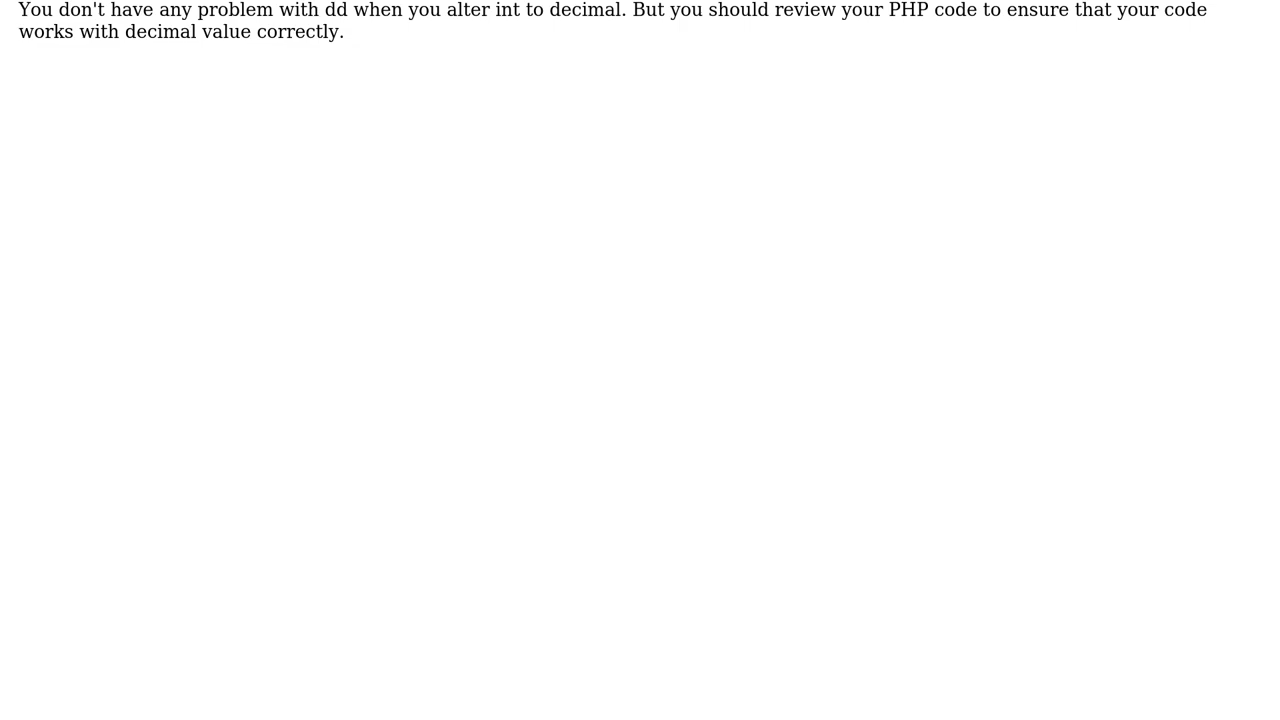 You don't have any problem with dd when you alter int to decimal. But you should review your PHP code to ensure that your code
works with decimal value correctly.